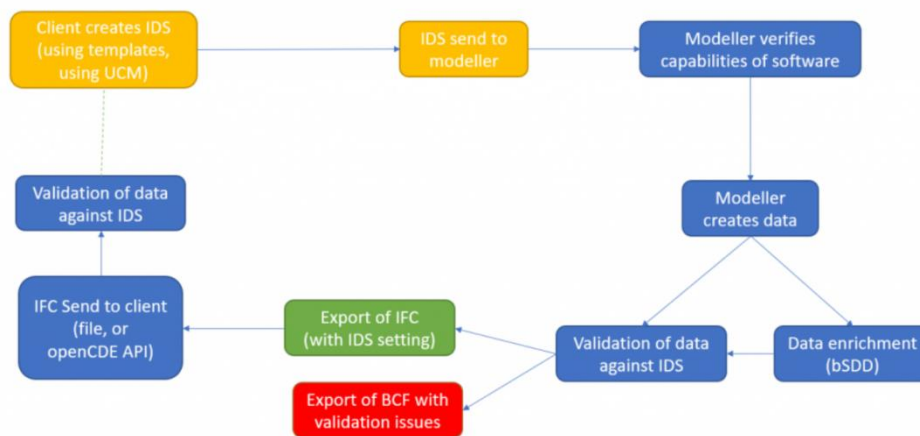 Client creates IDS
(using templates,
using UCM)
IDS send to
modeller
Modeller verifies
capabilities of software
Modeller
creates data
Data enrichment
(bSDD)
Validation of data
against IDS
Export of IFC
(with IDS setting)
Export of BCF with
validation issues
IFC Send to client
(file, or
openCDE API)
Validation of data
against IDS